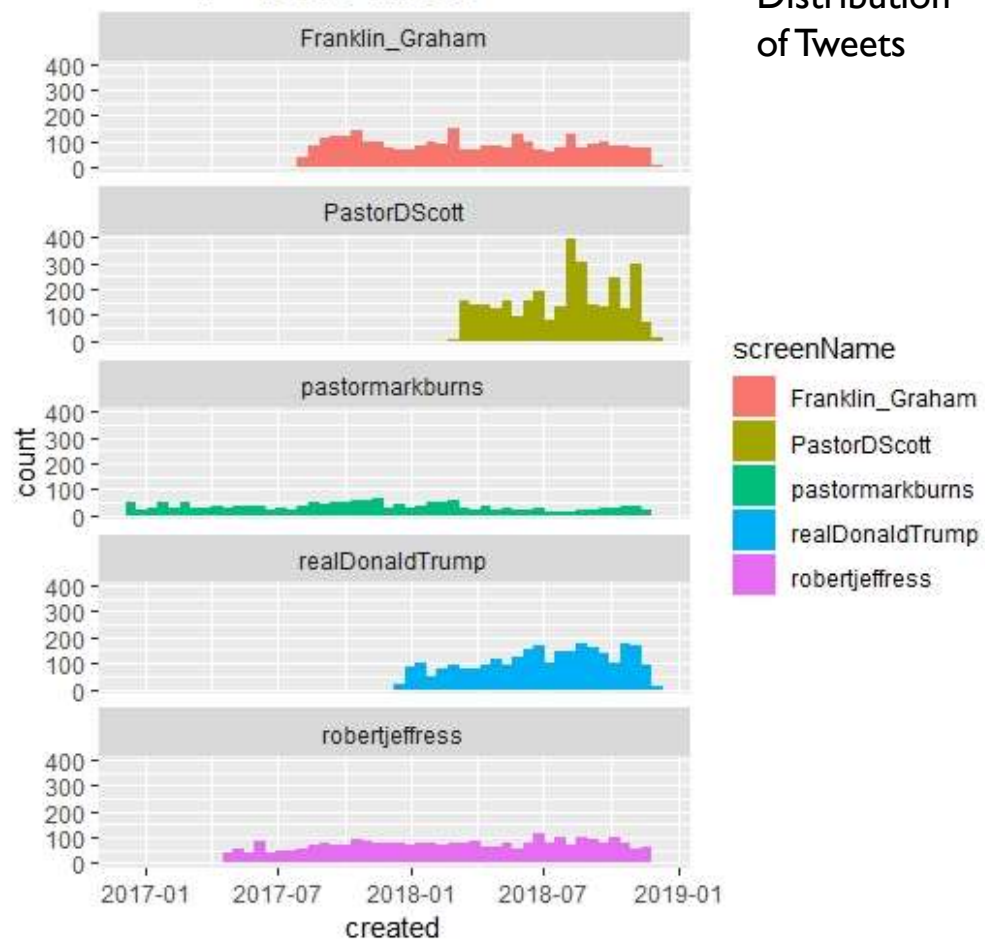 Distribution
of Tweets
Franklin_Graham
400
300
200
100
0
PastorDScott
400
300
200
100
0
pastormarkburns
400
300
200
100
0
realDonaldTrump
400
300
200
100
0
robertjeffress
400
300
200
100
0
count
2017-01 2017-07 2018-01 2018-07 2019-01
created
screenName
Franklin_Graham
PastorDScott
pastormarkburns
realDonaldTrump
robertjeffress